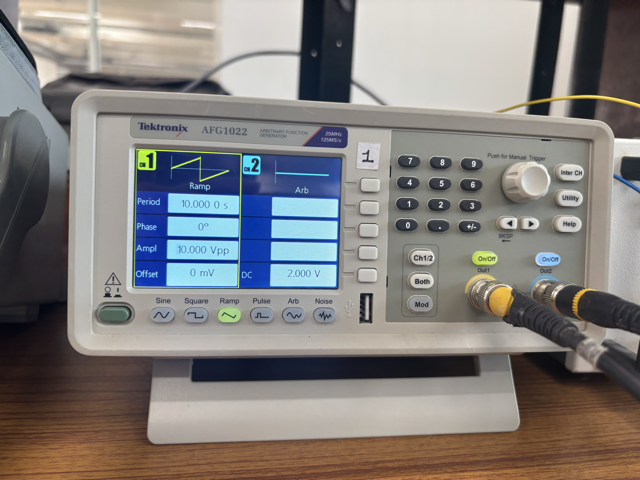 Tektronix AFG1022 ARBITRARY FUNCTION GENERATOR 25MHz 125MS/s
1
CH1 Ramp
CH2 Arb
Period 10.000 0 s
Phase 0°
Ampl 10.000 Vpp
Offset 0 mV
DC 2.000 V
Sine Square Ramp Pulse Arb Noise
7 8 9
4 5 6
1 2 3
0 . +/-
Push for Manual Trigger
Inter CH
Utility
Help
BKSP
Ch1/2
Both
Mod
On/Off
Out1
On/Off
Out2